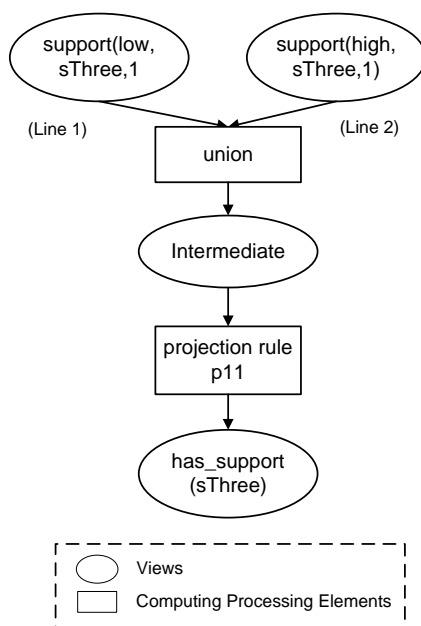 support(low,
sThree,1
support(high,
sThree,1)
(Line 1)
(Line 2)
union
Intermediate
projection rule
p11
has_support
(sThree)
Views
Computing Processing Elements